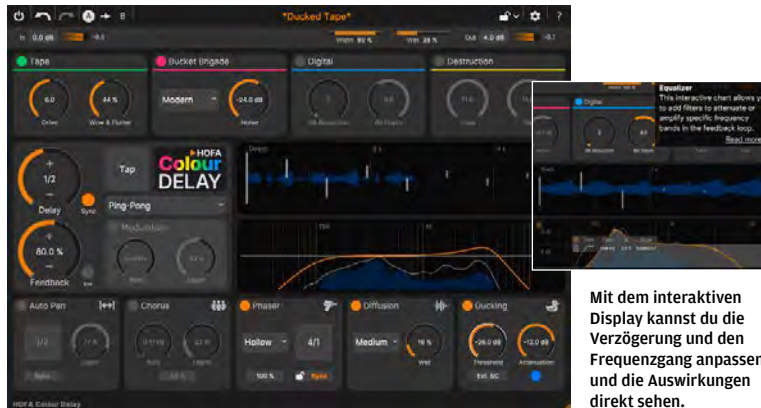 A
B
*Ducked Tape*
?
In 0.0 dB
Width 92 %
Wet 28 %
Out 4.0 dB
Tape
Bucket Brigade
Digital
Destruction
6.0
44 %
Modern
-24.0 dB
Drive
Wow & Flutter
Noise
Equalizer
This interactive chart allows y
to add filters to attenuate or
amplify specific frequency
bands in the feedback loop.
Read more
Digital
HOFA
Colour
DELAY
1/2
Tap
Delay
Sync
Ping-Pong
Modulation
80.0 %
Feedback
Auto Pan
Chorus
Phaser
Diffusion
Ducking
1/2
Hollow
4/1
Medium
-26.0 dB
-12.0 dB
Wet
Threshold
Attenuation
100 %
Sync
Ext. SC
HOFA Colour Delay
Mit dem interaktiven
Display kannst du die
Verzögerung und den
Frequenzgang anpassen
und die Auswirkungen
direkt sehen.